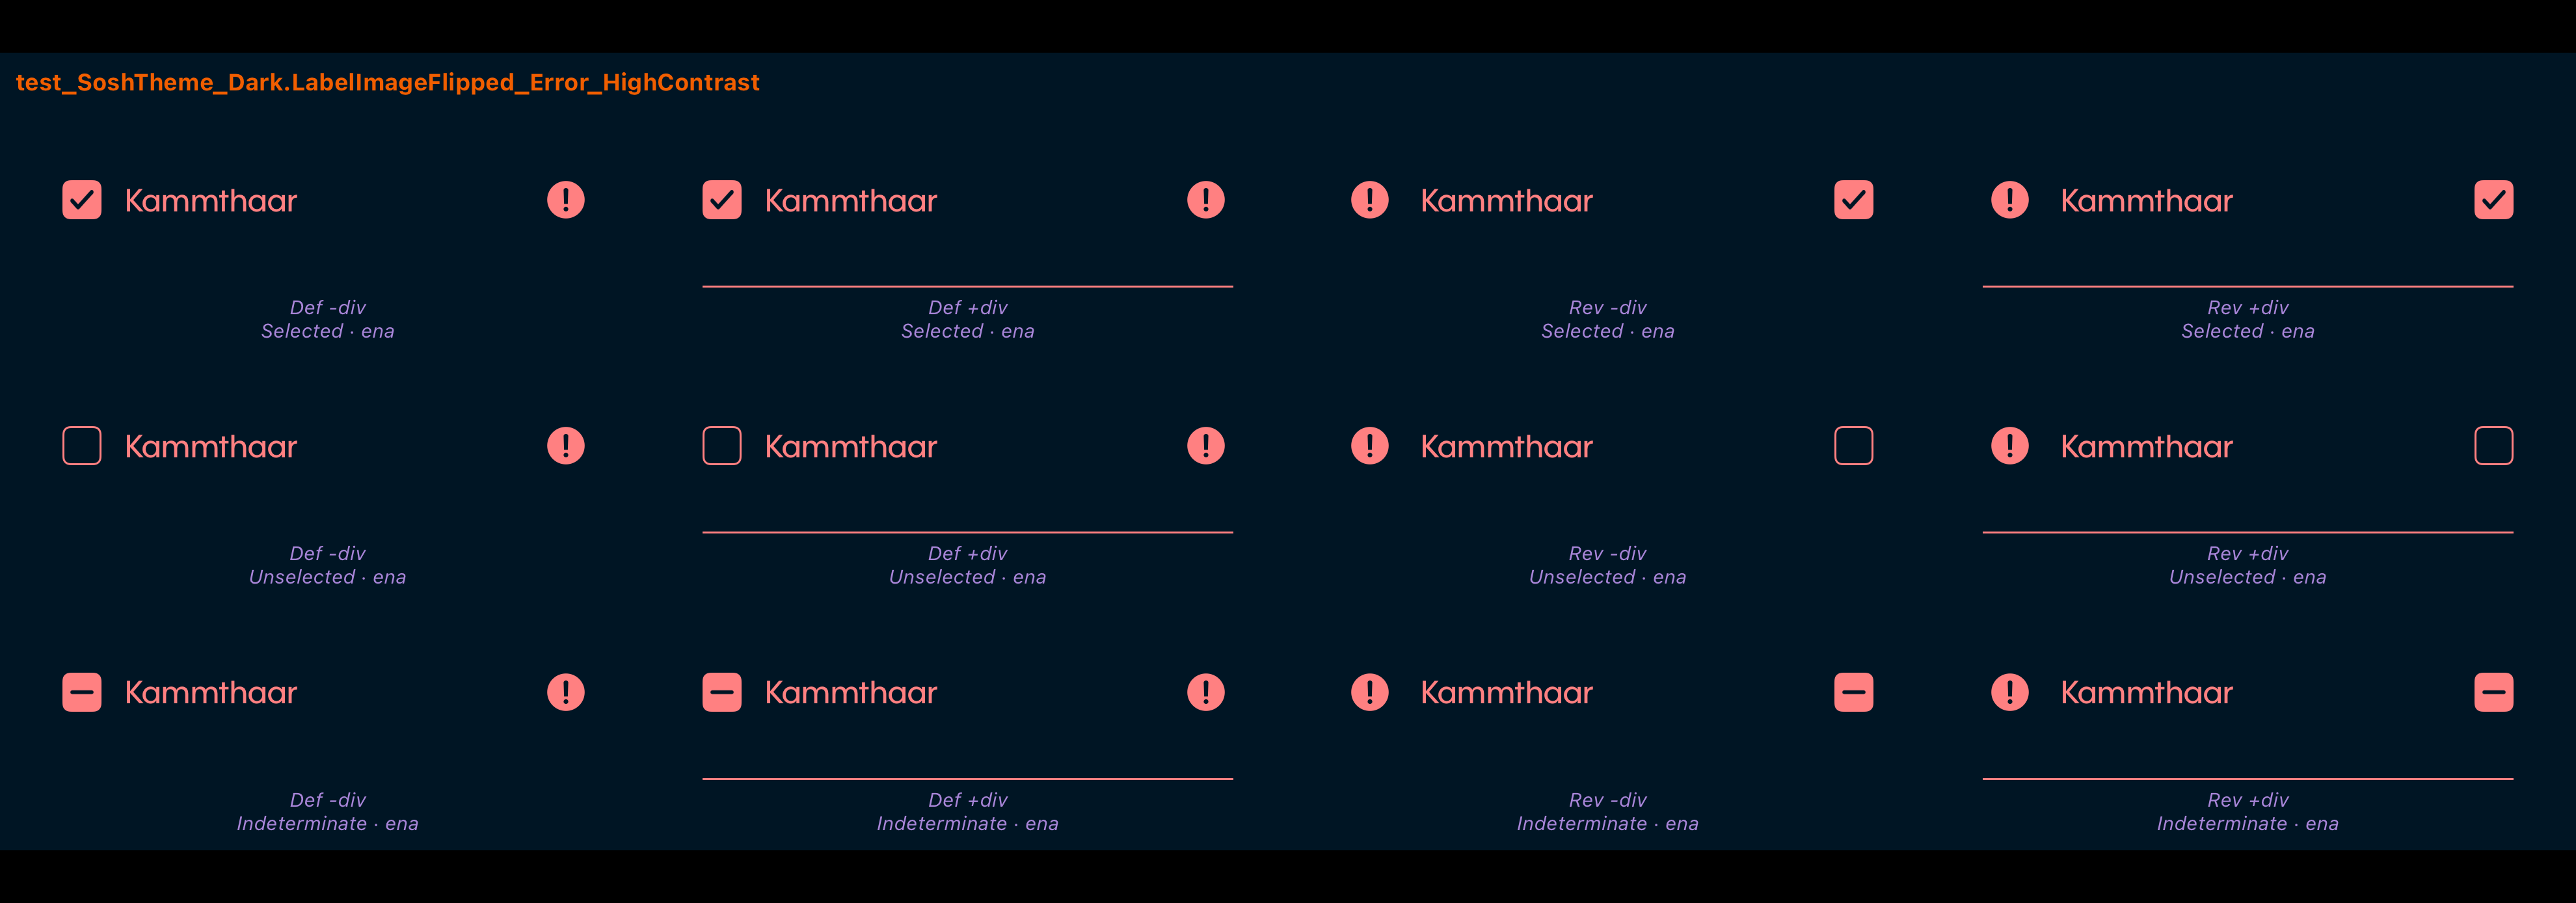 test_SoshTheme_Dark.LabelImageFlipped_Error_HighContrast
Kammthaar
Kammthaar
Kammthaar
Kammthaar
Def -div
Selected · ena
Def +div
Selected · ena
Rev -div
Selected · ena
Rev +div
Selected · ena
Kammthaar
Kammthaar
Kammthaar
Kammthaar
Def -div
Unselected · ena
Def +div
Unselected · ena
Rev -div
Unselected · ena
Rev +div
Unselected · ena
Kammthaar
Kammthaar
Kammthaar
Kammthaar
Def -div
Indeterminate · ena
Def +div
Indeterminate · ena
Rev -div
Indeterminate · ena
Rev +div
Indeterminate · ena